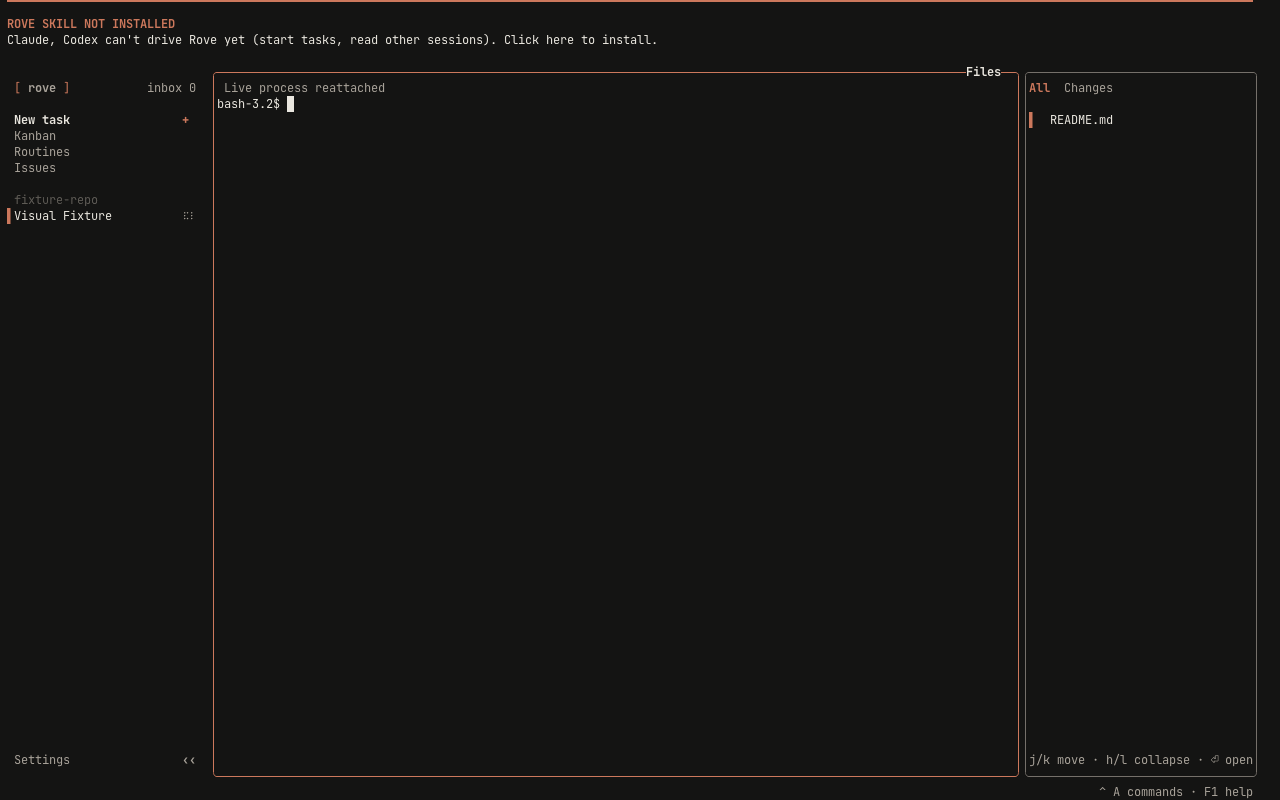 ROVE SKILL NOT INSTALLED
Claude, Codex can't drive Rove yet (start tasks, read other sessions). Click here to install.
[ rove ] inbox 0
New task +
Kanban
Routines
Issues
fixture-repo
Visual Fixture
Settings ‹‹
Files
Live process reattached
bash-3.2$
All Changes
README.md
j/k move · h/l collapse · ⏎ open
^ A commands · F1 help